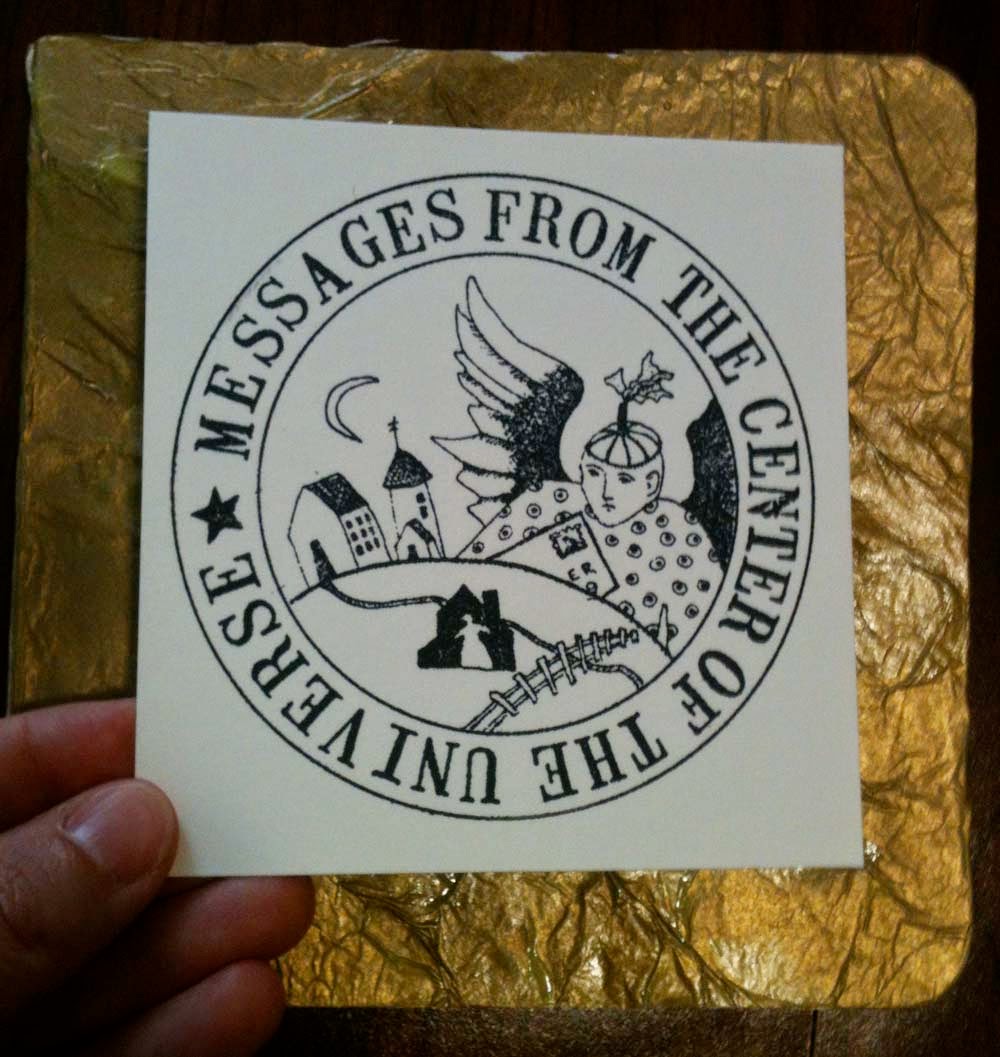 ★ MESSAGES FROM THE CENTER OF THE UNIVERSE